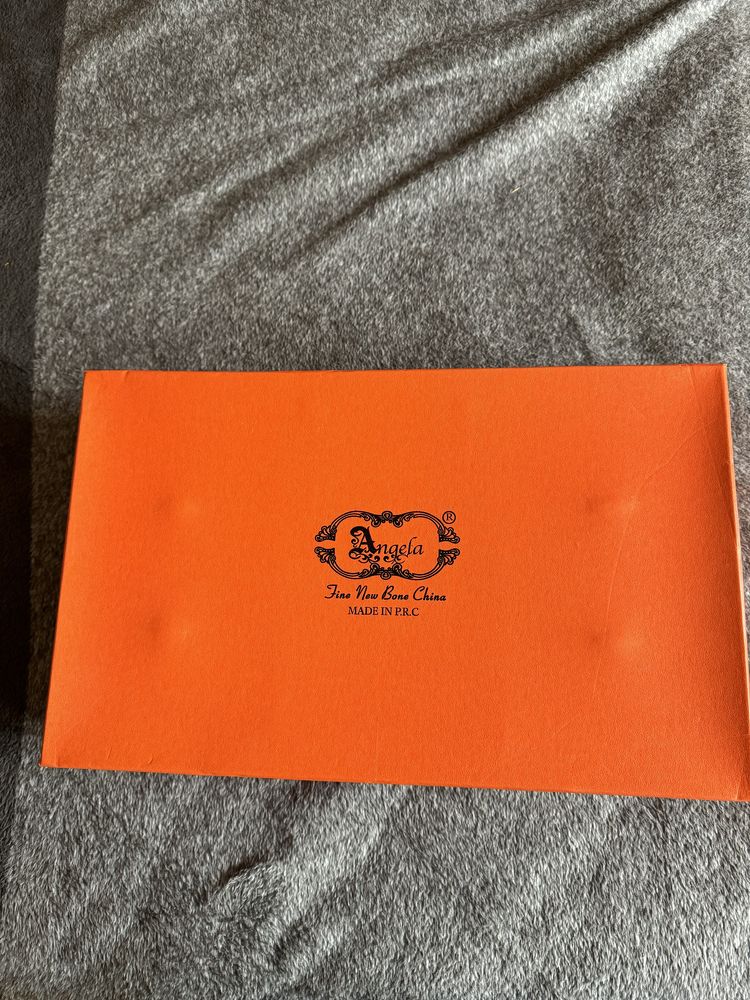 ®
Angela
Fine New Bone China
MADE IN P.R.C